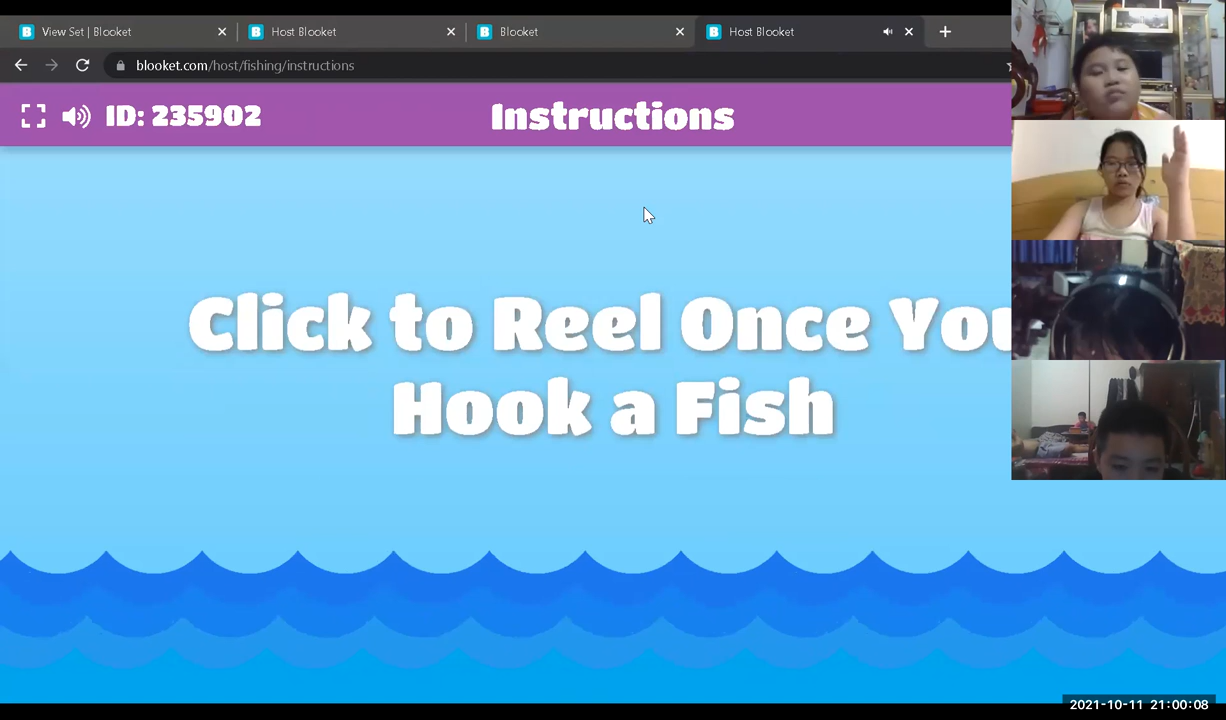 View Set | Blooket
Host Blooket
Blooket
Host Blooket
blooket.com/host/fishing/instructions
ID: 235902
Instructions
Click to Reel Once You
Hook a Fish
2021-10-11 21:00:08